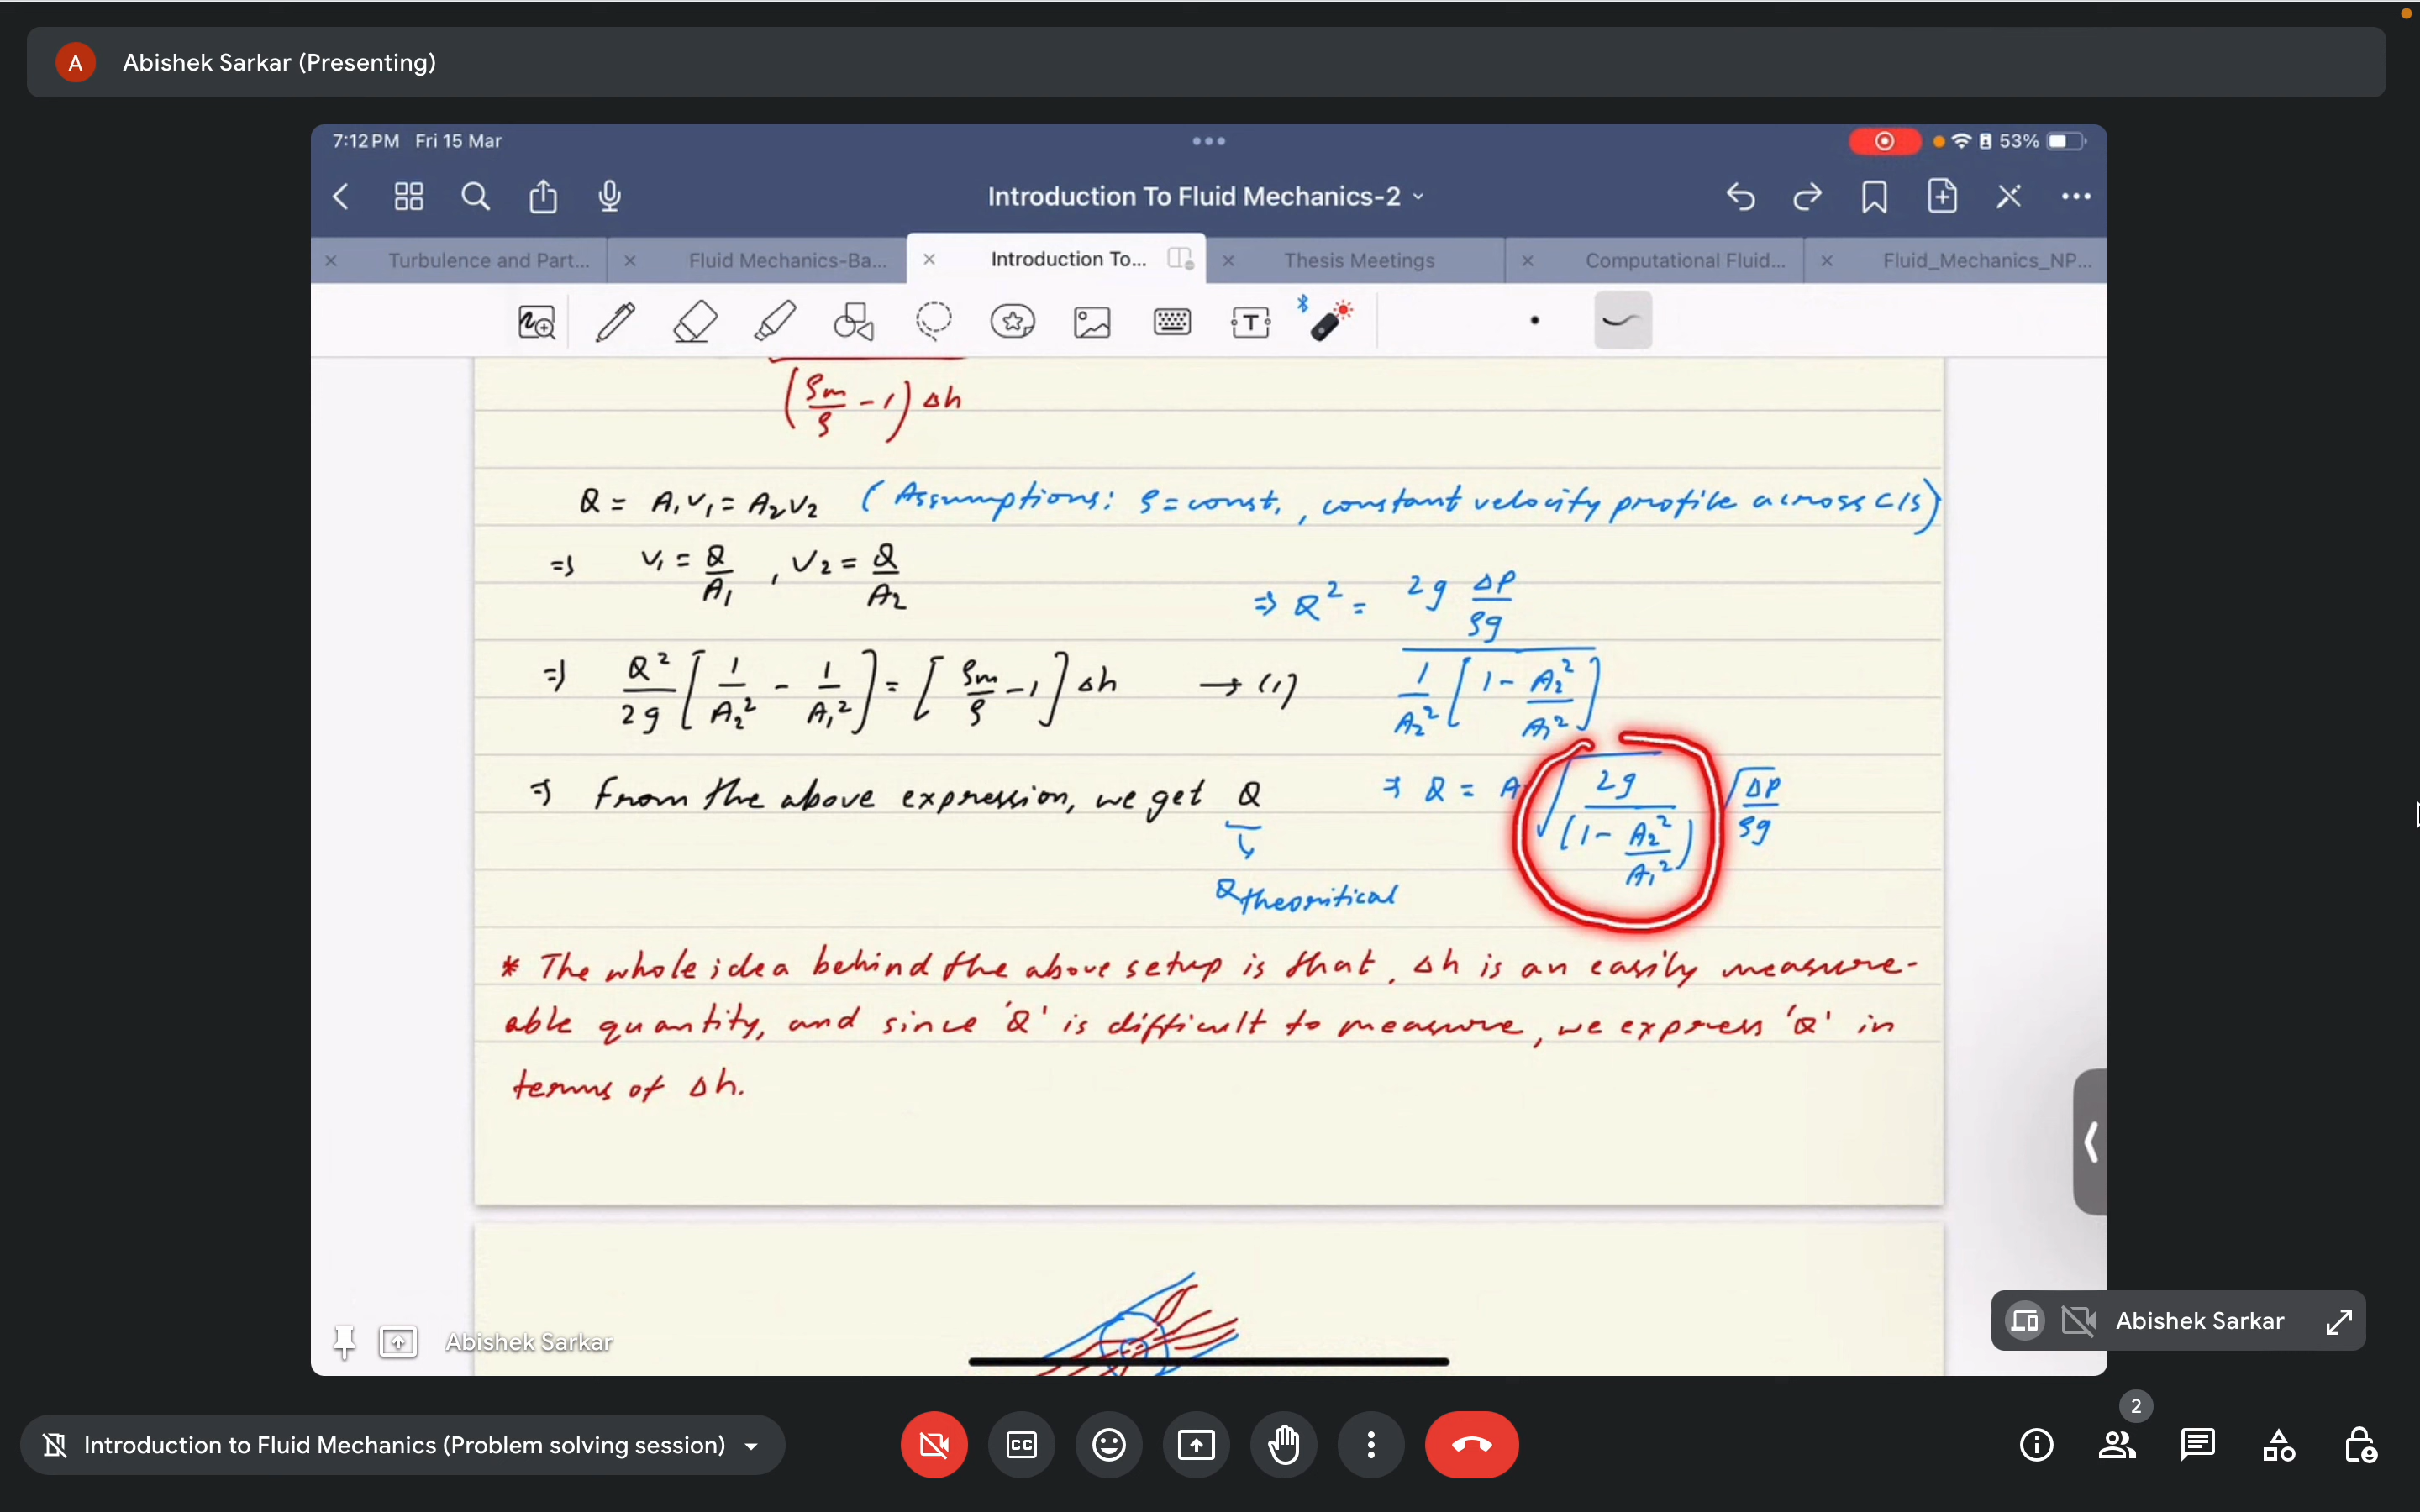 A Abishek Sarkar (Presenting)
7:12 PM Fri 15 Mar
53%
Introduction To Fluid Mechanics-2
Turbulence and Part...
Fluid Mechanics-Ba...
Introduction To...
Thesis Meetings
Computational Fluid...
Fluid_Mechanics_NP...
T
(ρm/ρ - 1) Δh
Q = A₁V₁ = A₂V₂ (Assumptions: ρ = const., constant velocity profile across c/s)
⇒ V₁ = Q/A₁ , V₂ = Q/A₂
⇒ Q² = 2g ΔP/ρg / 1/A₂² [1 - A₂²/A₁²]
⇒ Q²/2g [1/A₂² - 1/A₁²] = [ρm/ρ - 1] Δh → (1)
⇒ From the above expression, we get Q
⇒ Q = A √(2g/(1 - A₂²/A₁²)) √(ΔP/ρg)
Q theoritical
* The whole idea behind the above setup is that, Δh is an easily measure-
able quantity, and since 'Q' is difficult to measure, we express 'Q' in
terms of Δh.
Abishek Sarkar
Abishek Sarkar
2
Introduction to Fluid Mechanics (Problem solving session)
CC